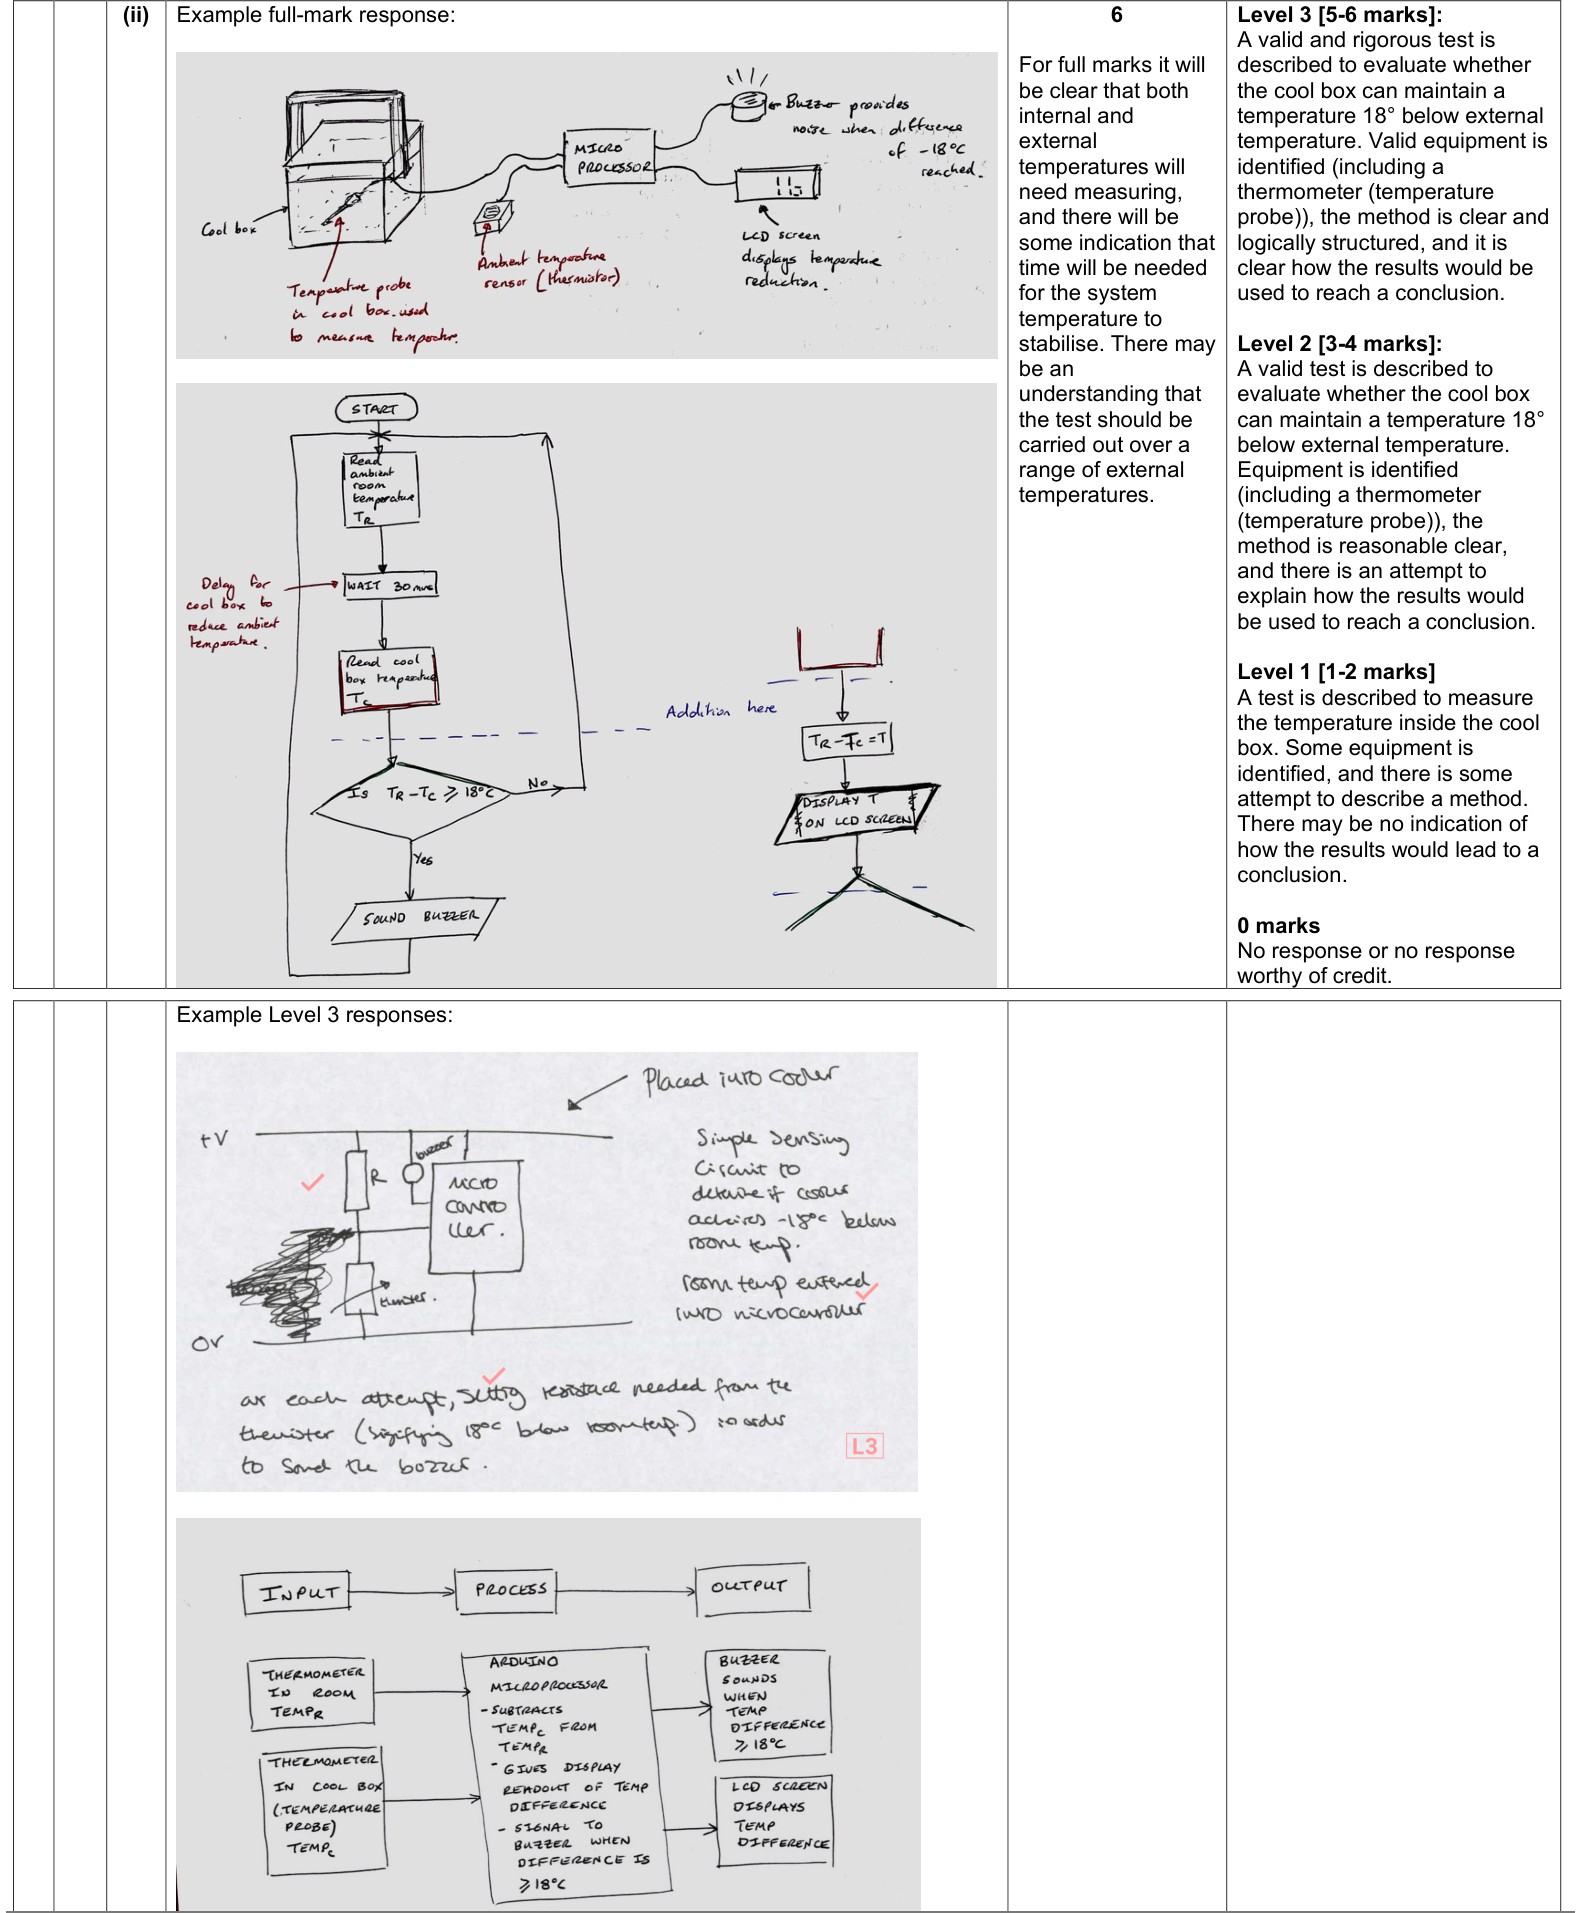 (ii)
Example full-mark response:
Cool box
Temperature probe
in cool box used
to measure temperature.
Ambient temperature
sensor (thermistor)
MICRO
PROCESSOR
Buzzer provides
noise when difference
of -18°C
reached.
LCD screen
displays temperature
reduction.
START
Read
ambient
room
temperature
TR
WAIT 30 mins
Delay for
cool box to
reduce ambient
temperature.
Read cool
box temperature
Tc
Addition here
Is TR-Tc ⩾ 18°C
No
Yes
SOUND BUZZER
TR-Tc=T
DISPLAY T
ON LCD SCREEN
6
For full marks it will
be clear that both
internal and
external
temperatures will
need measuring,
and there will be
some indication that
time will be needed
for the system
temperature to
stabilise. There may
be an
understanding that
the test should be
carried out over a
range of external
temperatures.
Level 3 [5-6 marks]:
A valid and rigorous test is
described to evaluate whether
the cool box can maintain a
temperature 18° below external
temperature. Valid equipment is
identified (including a
thermometer (temperature
probe)), the method is clear and
logically structured, and it is
clear how the results would be
used to reach a conclusion.
Level 2 [3-4 marks]:
A valid test is described to
evaluate whether the cool box
can maintain a temperature 18°
below external temperature.
Equipment is identified
(including a thermometer
(temperature probe)), the
method is reasonable clear,
and there is an attempt to
explain how the results would
be used to reach a conclusion.
Level 1 [1-2 marks]
A test is described to measure
the temperature inside the cool
box. Some equipment is
identified, and there is some
attempt to describe a method.
There may be no indication of
how the results would lead to a
conclusion.
0 marks
No response or no response
worthy of credit.
Example Level 3 responses:
Placed into cooler
+V
R
buzzer
MICRO
CONTRO
LLER.
thermister.
0V
Simple sensing
circuit to
determine if cooler
achieves -18°c below
room temp.
room temp entered
into microcontroller
at each attempt, setting resistance needed from the
themister (signifying 18°c below room temp.) in order
to sound the buzzer.
L3
INPUT
PROCESS
OUTPUT
THERMOMETER
IN ROOM
TEMPR
THERMOMETER
IN COOL BOX
(TEMPERATURE
PROBE)
TEMPc
ARDUINO
MICROPROCESSOR
- SUBTRACTS
TEMPc FROM
TEMPR
- GIVES DISPLAY
READOUT OF TEMP
DIFFERENCE
- SIGNAL TO
BUZZER WHEN
DIFFERENCE IS
⩾ 18°C
BUZZER
SOUNDS
WHEN
TEMP
DIFFERENCE
⩾ 18°C
LCD SCREEN
DISPLAYS
TEMP
DIFFERENCE